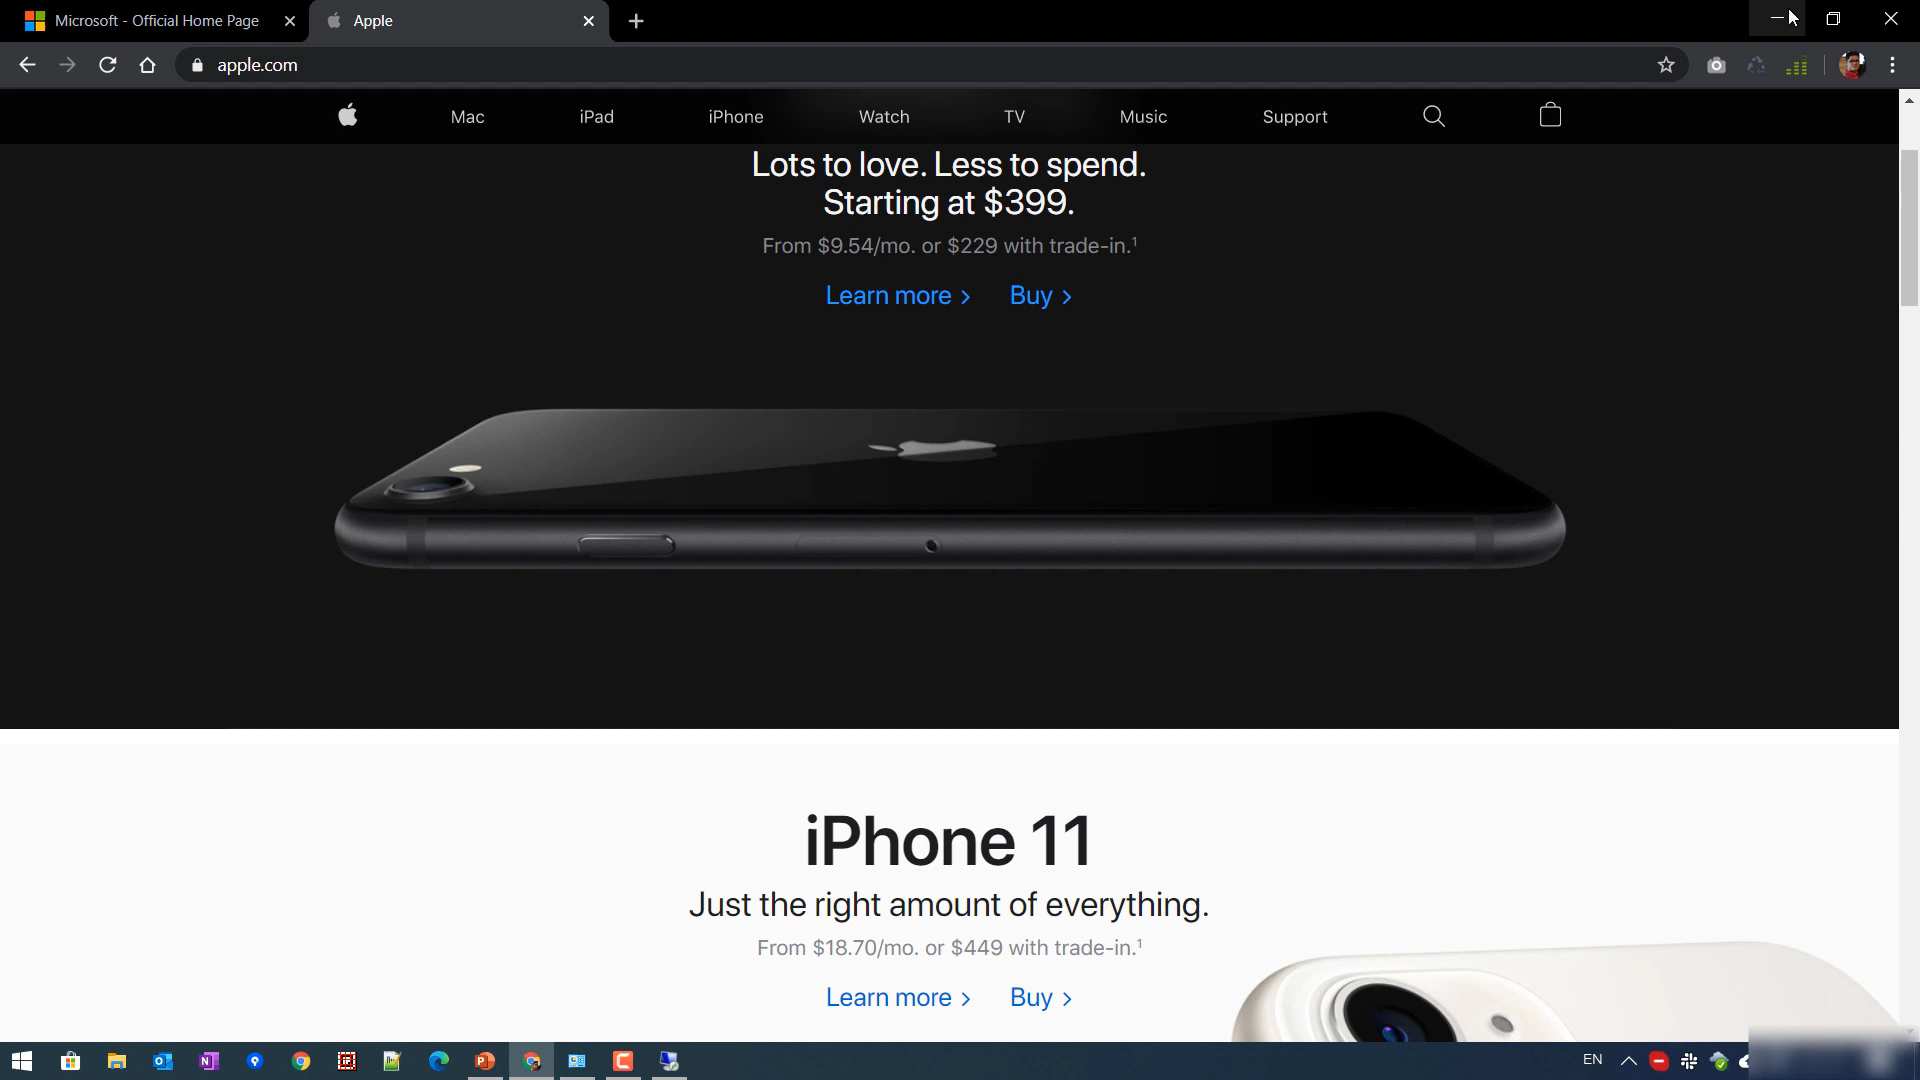 Microsoft - Official Home Page
Apple
apple.com
Mac iPad iPhone Watch TV Music Support
Lots to love. Less to spend.
Starting at $399.
From $9.54/mo. or $229 with trade-in.¹
Learn more > Buy >
iPhone 11
Just the right amount of everything.
From $18.70/mo. or $449 with trade-in.¹
Learn more > Buy >
EN